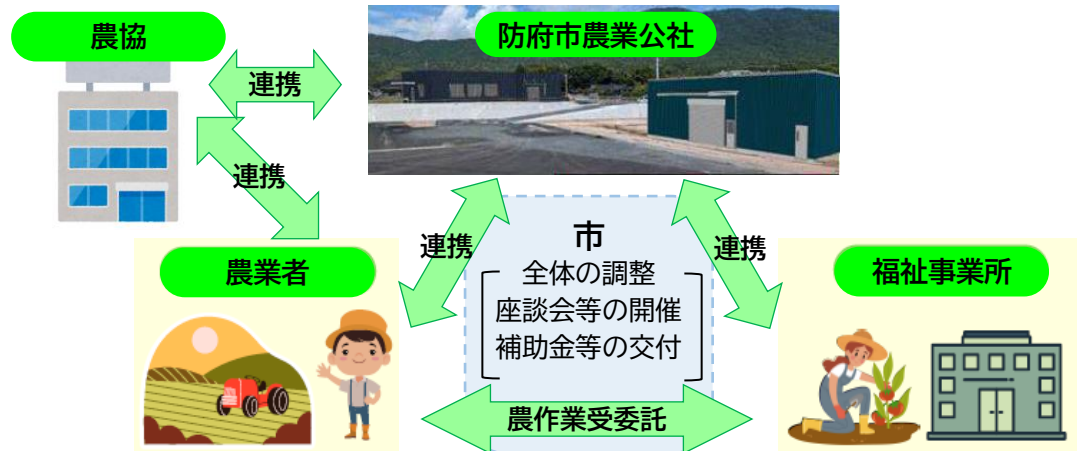 農協
防府市農業公社
連携
連携
連携
連携
市
全体の調整
座談会等の開催
補助金等の交付
農業者
福祉事業所
農作業受委託